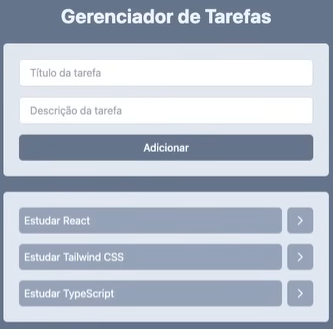 Gerenciador de Tarefas
Título da tarefa
Descrição da tarefa
Adicionar
Estudar React
Estudar Tailwind CSS
Estudar TypeScript